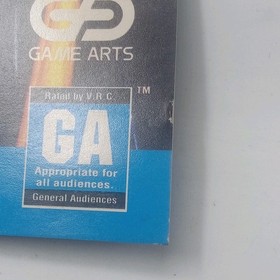 GAME ARTS
Rated by V.R.C.
TM
GA
Appropriate for
all audiences.
General Audiences